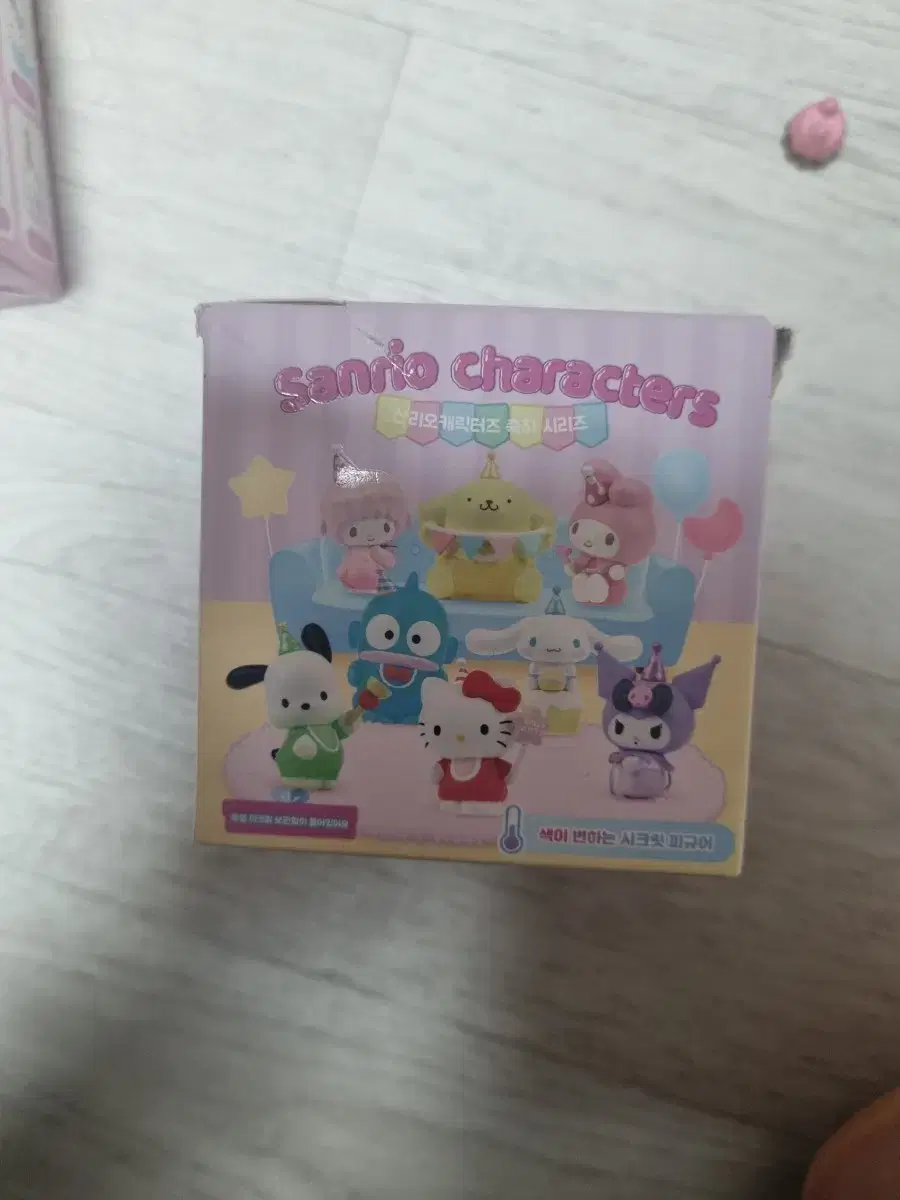 Sanrio characters
산리오캐릭터즈 축하 시리즈
색이 변하는 시크릿 피규어